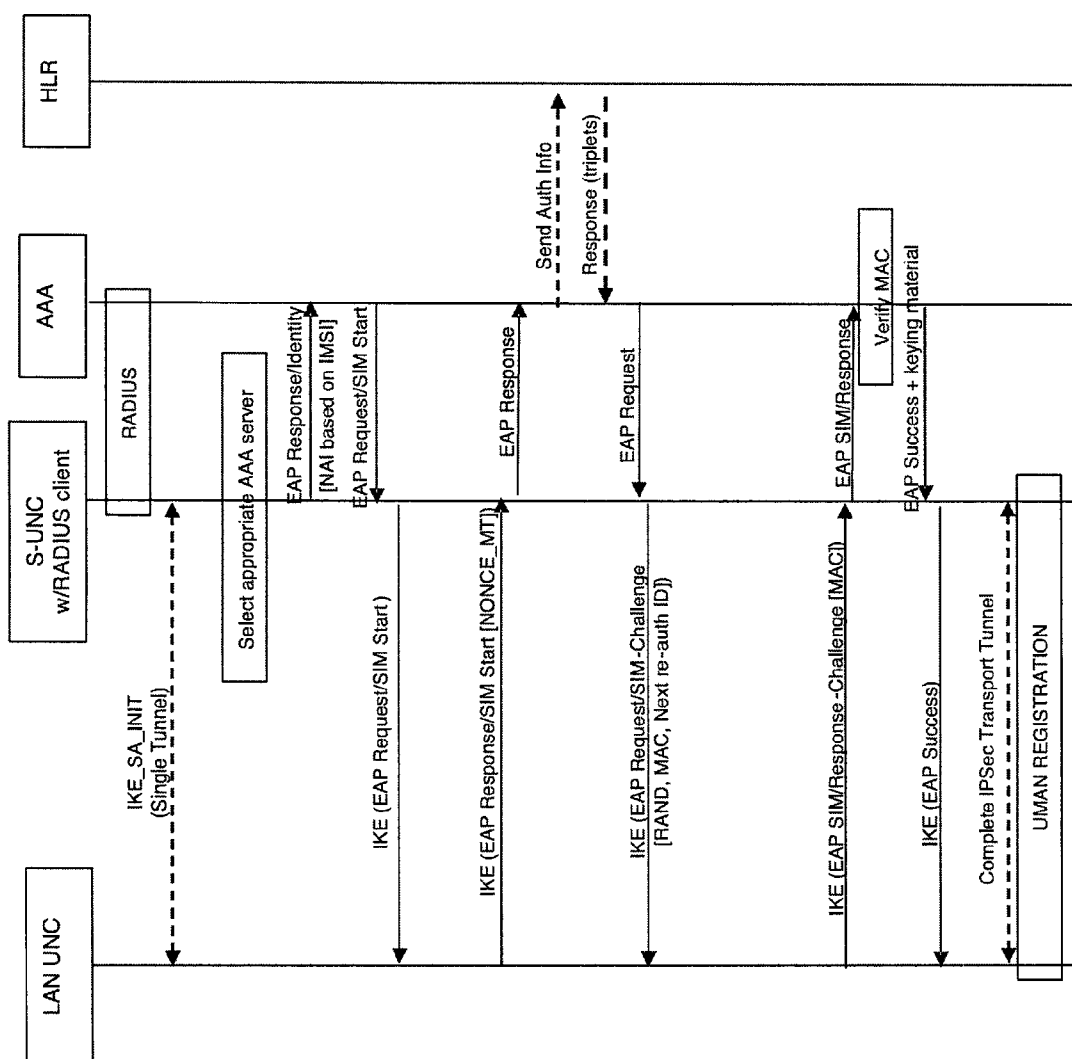 LAN UNC
S-UNC
w/RADIUS client
AAA
HLR
RADIUS
IKE_SA_INIT
(Single Tunnel)
Select appropriate AAA server
EAP Response/Identity
[NAI based on IMSI]
EAP Request/SIM Start
IKE (EAP Request/SIM Start)
IKE (EAP Response/SIM Start [NONCE_MT])
EAP Response
Send Auth Info
Response (triplets)
EAP Request
IKE (EAP Request/SIM-Challenge
[RAND, MAC, Next re-auth ID])
IKE (EAP SIM/Response-Challenge [MAC])
EAP SIM/Response
Verify MAC
EAP Success + keying material
IKE (EAP Success)
Complete IPSec Transport Tunnel
UMAN REGISTRATION